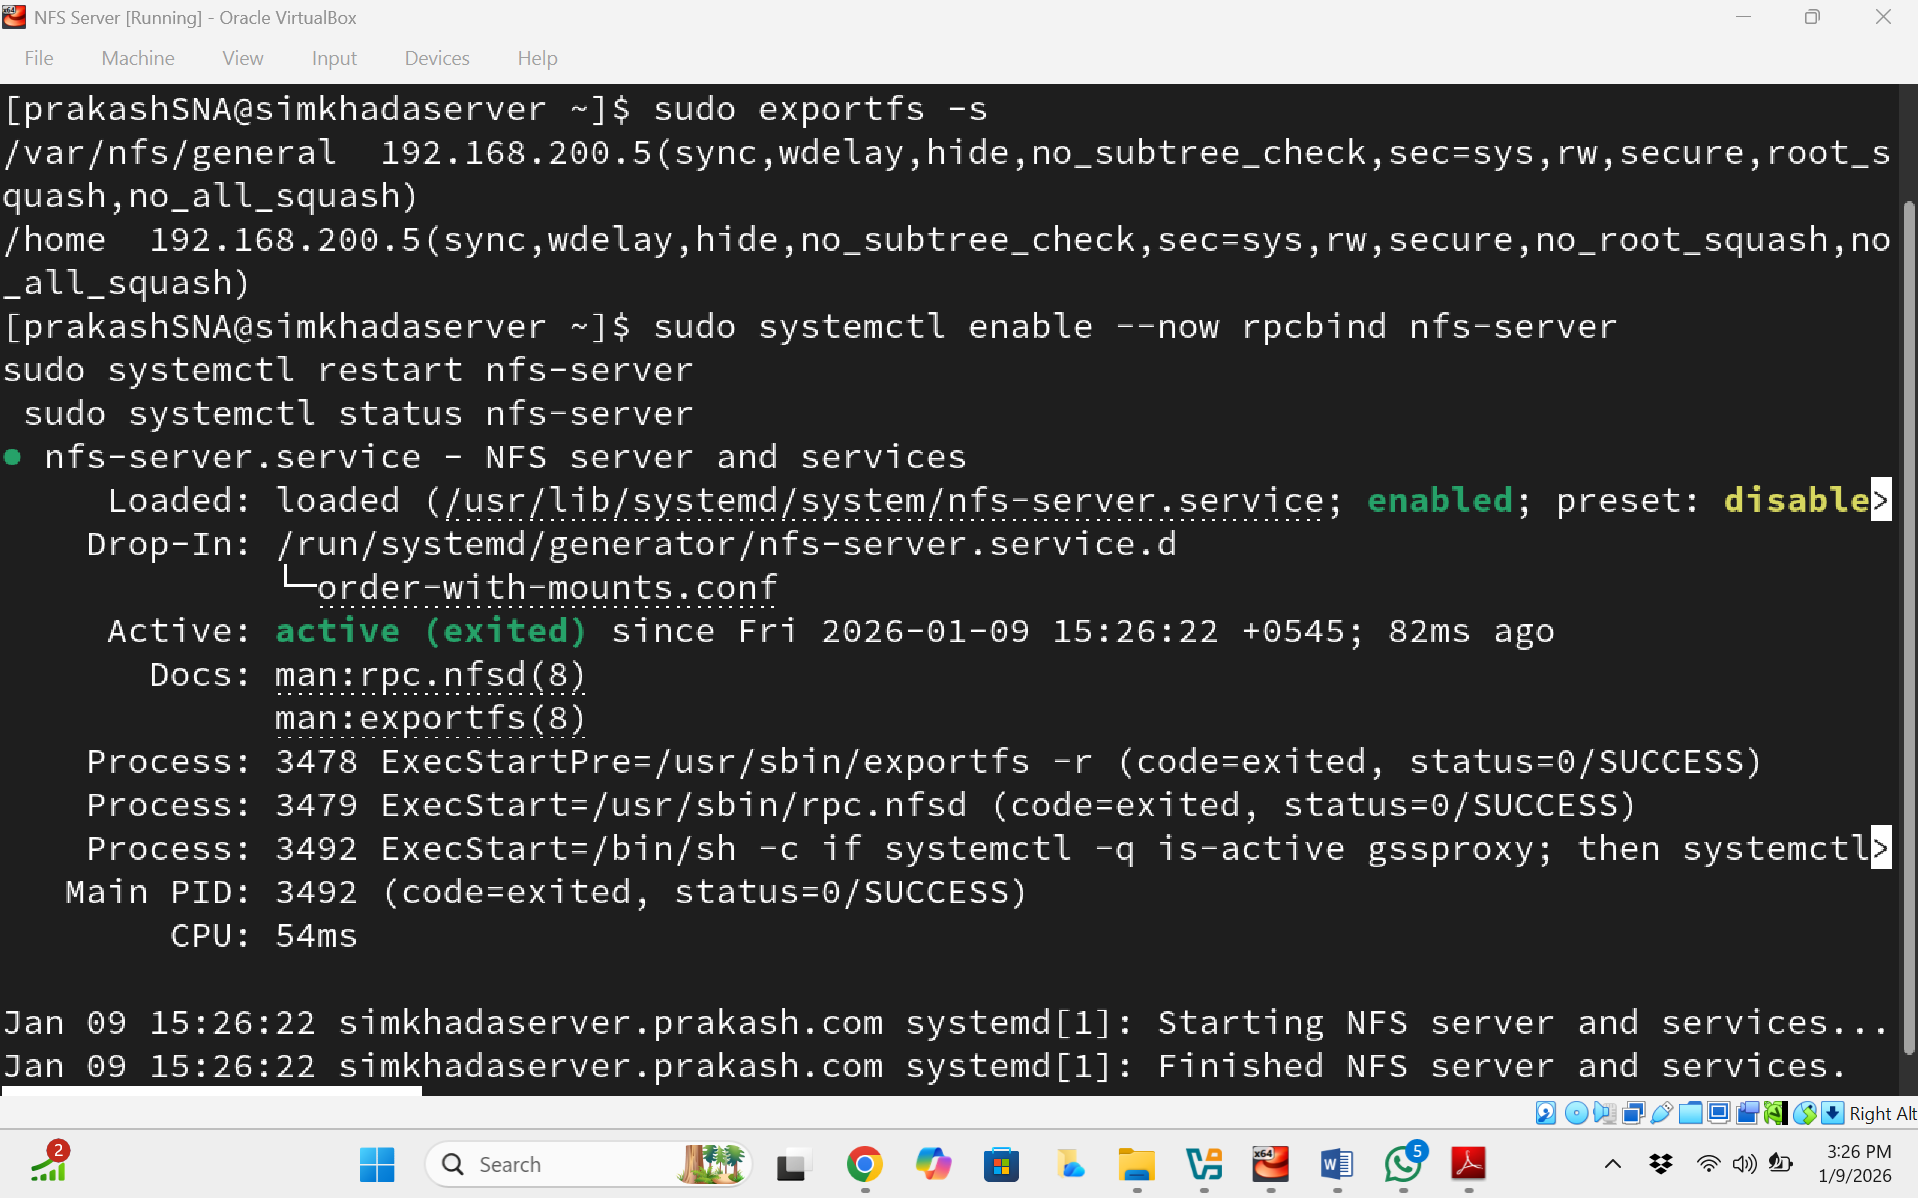 NFS Server [Running] - Oracle VirtualBox
File Machine View Input Devices Help
[prakashSNA@simkhadaserver ~]$ sudo exportfs -s
/var/nfs/general  192.168.200.5(sync,wdelay,hide,no_subtree_check,sec=sys,rw,secure,root_s
quash,no_all_squash)
/home  192.168.200.5(sync,wdelay,hide,no_subtree_check,sec=sys,rw,secure,no_root_squash,no
_all_squash)
[prakashSNA@simkhadaserver ~]$ sudo systemctl enable --now rpcbind nfs-server
sudo systemctl restart nfs-server
 sudo systemctl status nfs-server
● nfs-server.service - NFS server and services
     Loaded: loaded (/usr/lib/systemd/system/nfs-server.service; enabled; preset: disable>
    Drop-In: /run/systemd/generator/nfs-server.service.d
             └─order-with-mounts.conf
     Active: active (exited) since Fri 2026-01-09 15:26:22 +0545; 82ms ago
       Docs: man:rpc.nfsd(8)
             man:exportfs(8)
    Process: 3478 ExecStartPre=/usr/sbin/exportfs -r (code=exited, status=0/SUCCESS)
    Process: 3479 ExecStart=/usr/sbin/rpc.nfsd (code=exited, status=0/SUCCESS)
    Process: 3492 ExecStart=/bin/sh -c if systemctl -q is-active gssproxy; then systemctl>
   Main PID: 3492 (code=exited, status=0/SUCCESS)
        CPU: 54ms
Jan 09 15:26:22 simkhadaserver.prakash.com systemd[1]: Starting NFS server and services...
Jan 09 15:26:22 simkhadaserver.prakash.com systemd[1]: Finished NFS server and services.
Right Alt
2
Search
x64
5
3:26 PM
1/9/2026